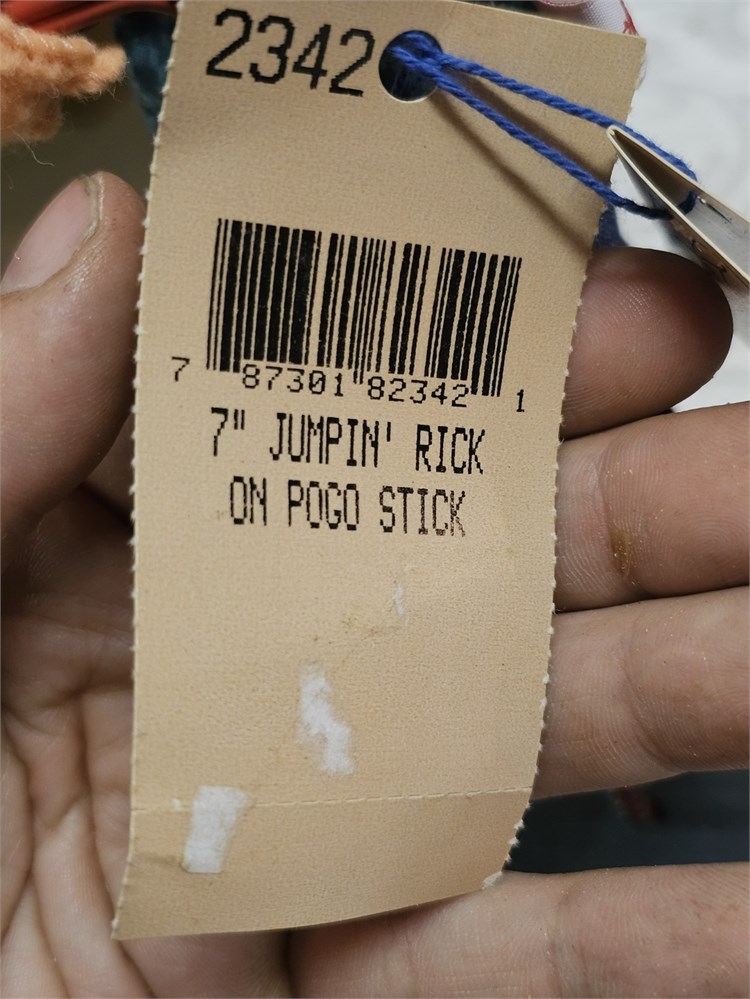 2342
7 87301 82342 1
7" JUMPIN' RICK
ON POGO STICK